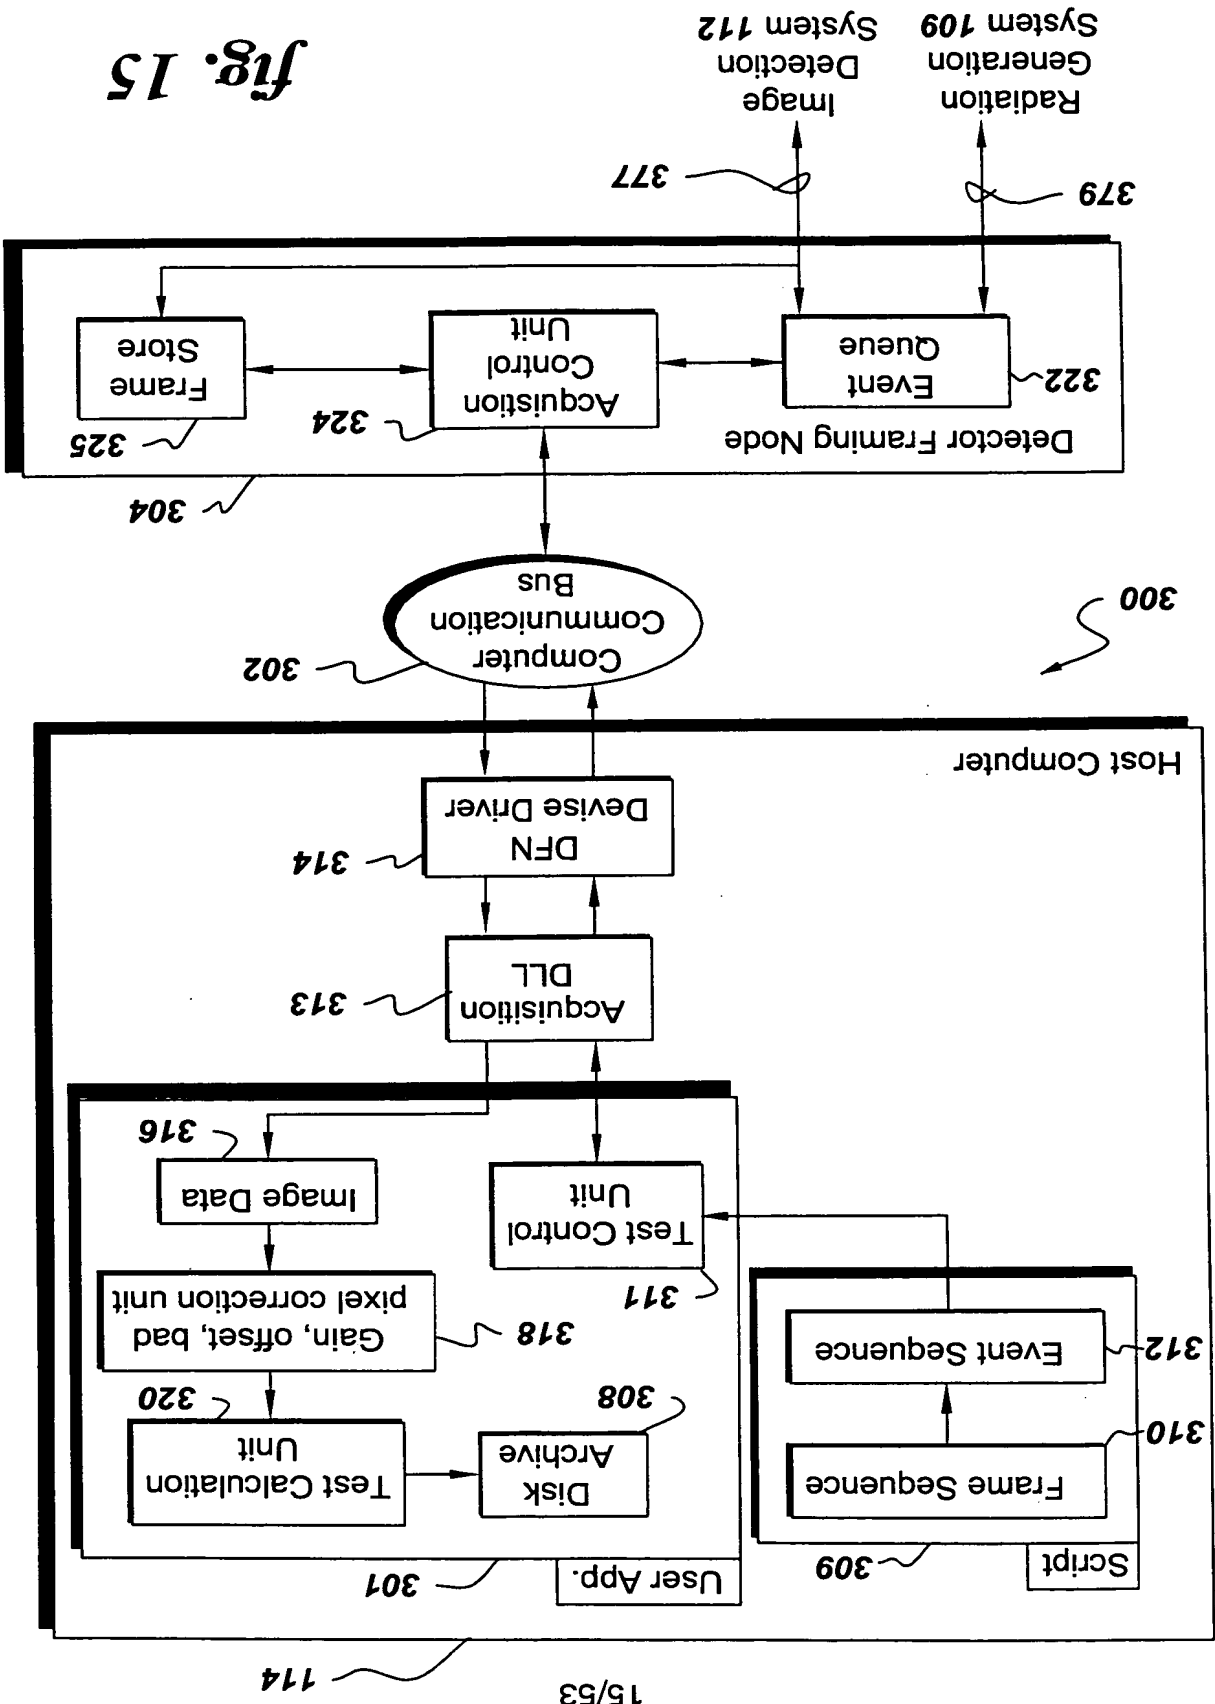 15/53
114
Script
309
Frame Sequence
310
Event Sequence
312
User App.
301
Disk
Archive
308
Test Calculation
Unit
320
Gain, offset, bad
pixel correction unit
318
Test Control
Unit
311
Image Data
316
Acquisition
DLL
313
DFN
Devise Driver
314
Host Computer
300
Computer
Communication
Bus
302
304
Detector Framing Node
Event
Queue
322
Acquistion
Control
Unit
324
Frame
Store
325
379
377
Radiation
Generation
System 109
Image
Detection
System 112
fig. 15